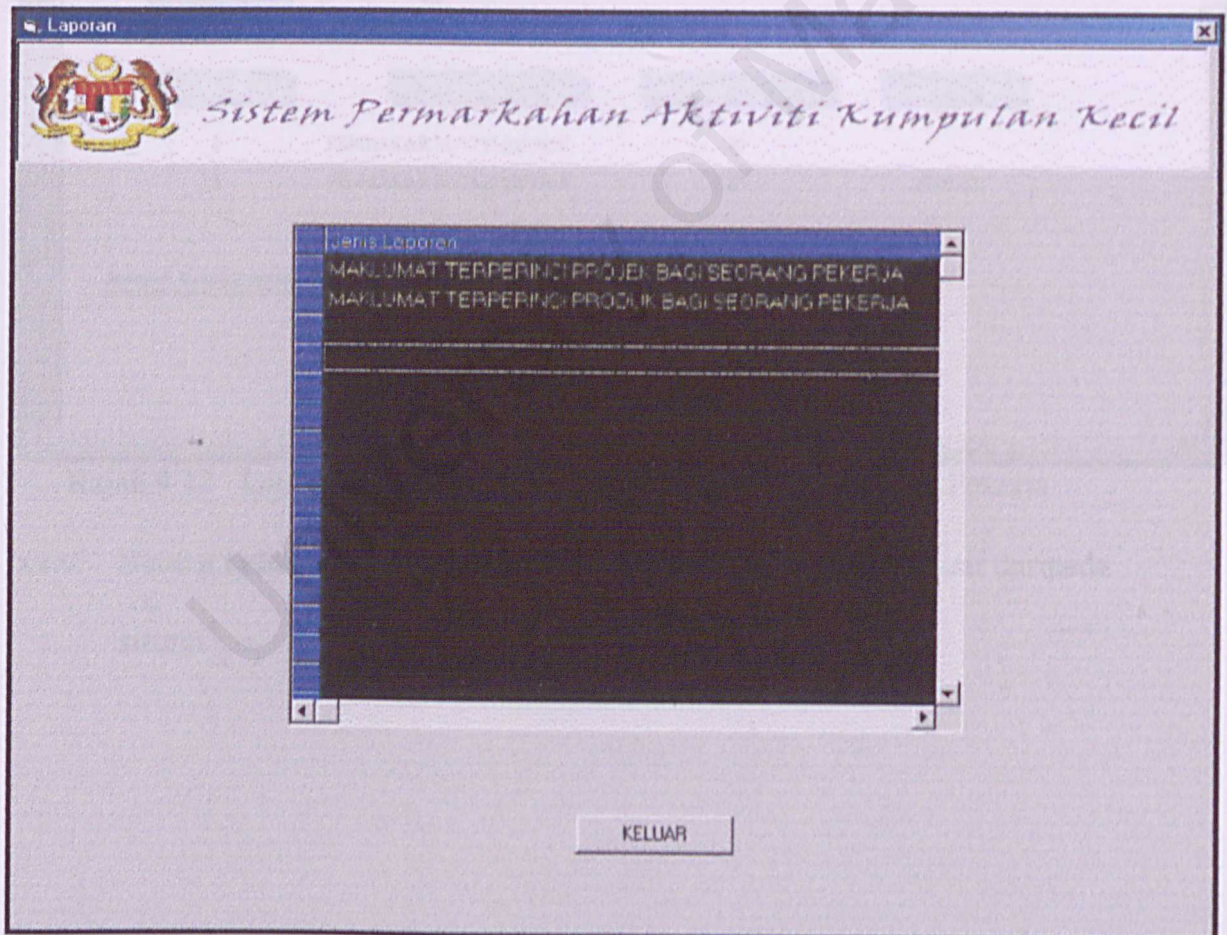 Laporan
Sistem Permarkahan Aktiviti Kumpulan Kecil
Jenis Laporan
MAKLUMAT TERPERINCI PROJEK BAGI SEORANG PEKERJA
MAKLUMAT TERPERINCI PRODUK BAGI SEORANG PEKERJA
KELUAR